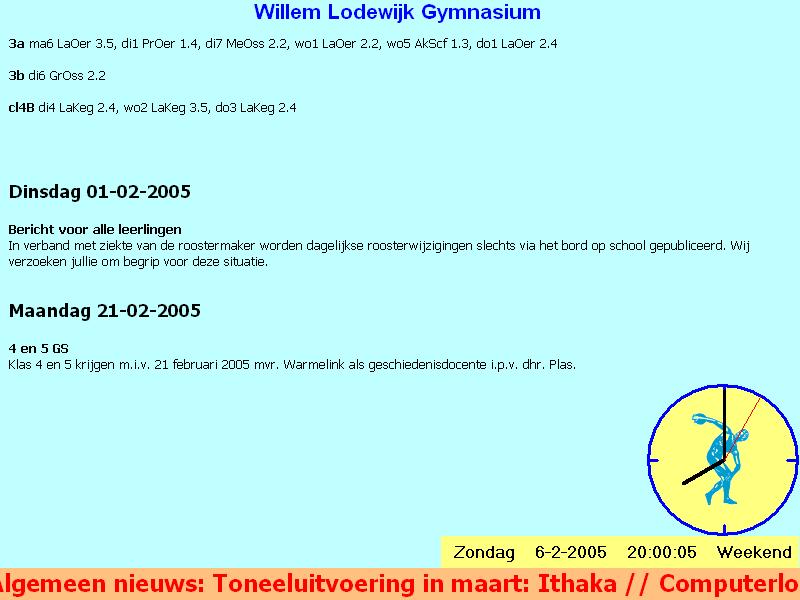 Willem Lodewijk Gymnasium
3a ma6 LaOer 3.5, di1 PrOer 1.4, di7 MeOss 2.2, wo1 LaOer 2.2, wo5 AkScf 1.3, do1 LaOer 2.4
3b di6 GrOss 2.2
cl4B di4 LaKeg 2.4, wo2 LaKeg 3.5, do3 LaKeg 2.4
Dinsdag 01-02-2005
Bericht voor alle leerlingen
In verband met ziekte van de roostermaker worden dagelijkse roosterwijzigingen slechts via het bord op school gepubliceerd. Wij
verzoeken jullie om begrip voor deze situatie.
Maandag 21-02-2005
4 en 5 GS
Klas 4 en 5 krijgen m.i.v. 21 februari 2005 mvr. Warmelink als geschiedenisdocente i.p.v. dhr. Plas.
Zondag 6-2-2005 20:00:05 Weekend
Algemeen nieuws: Toneeluitvoering in maart: Ithaka // Computerlo